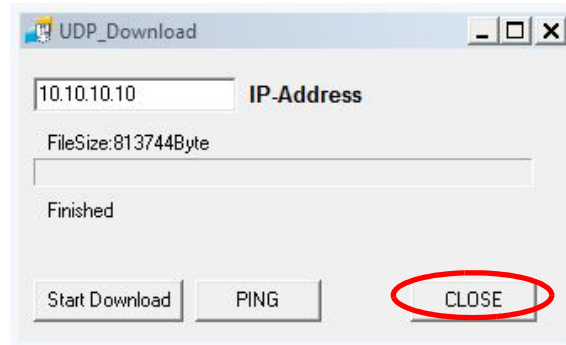 UDP_Download
10.10.10.10 IP-Address
FileSize:813744Byte
Finished
Start Download PING CLOSE